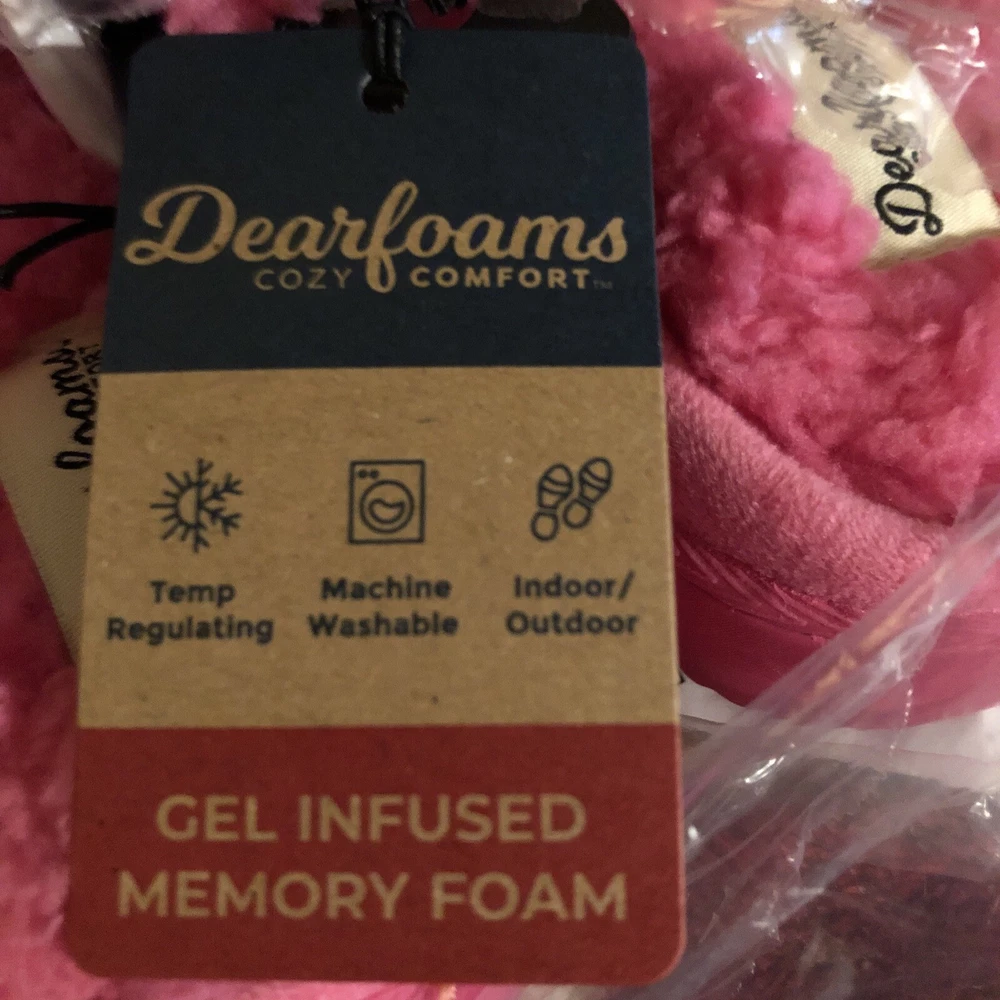 Dearfoams
COZY COMFORT™
Temp
Regulating
Machine
Washable
Indoor/
Outdoor
GEL INFUSED
MEMORY FOAM